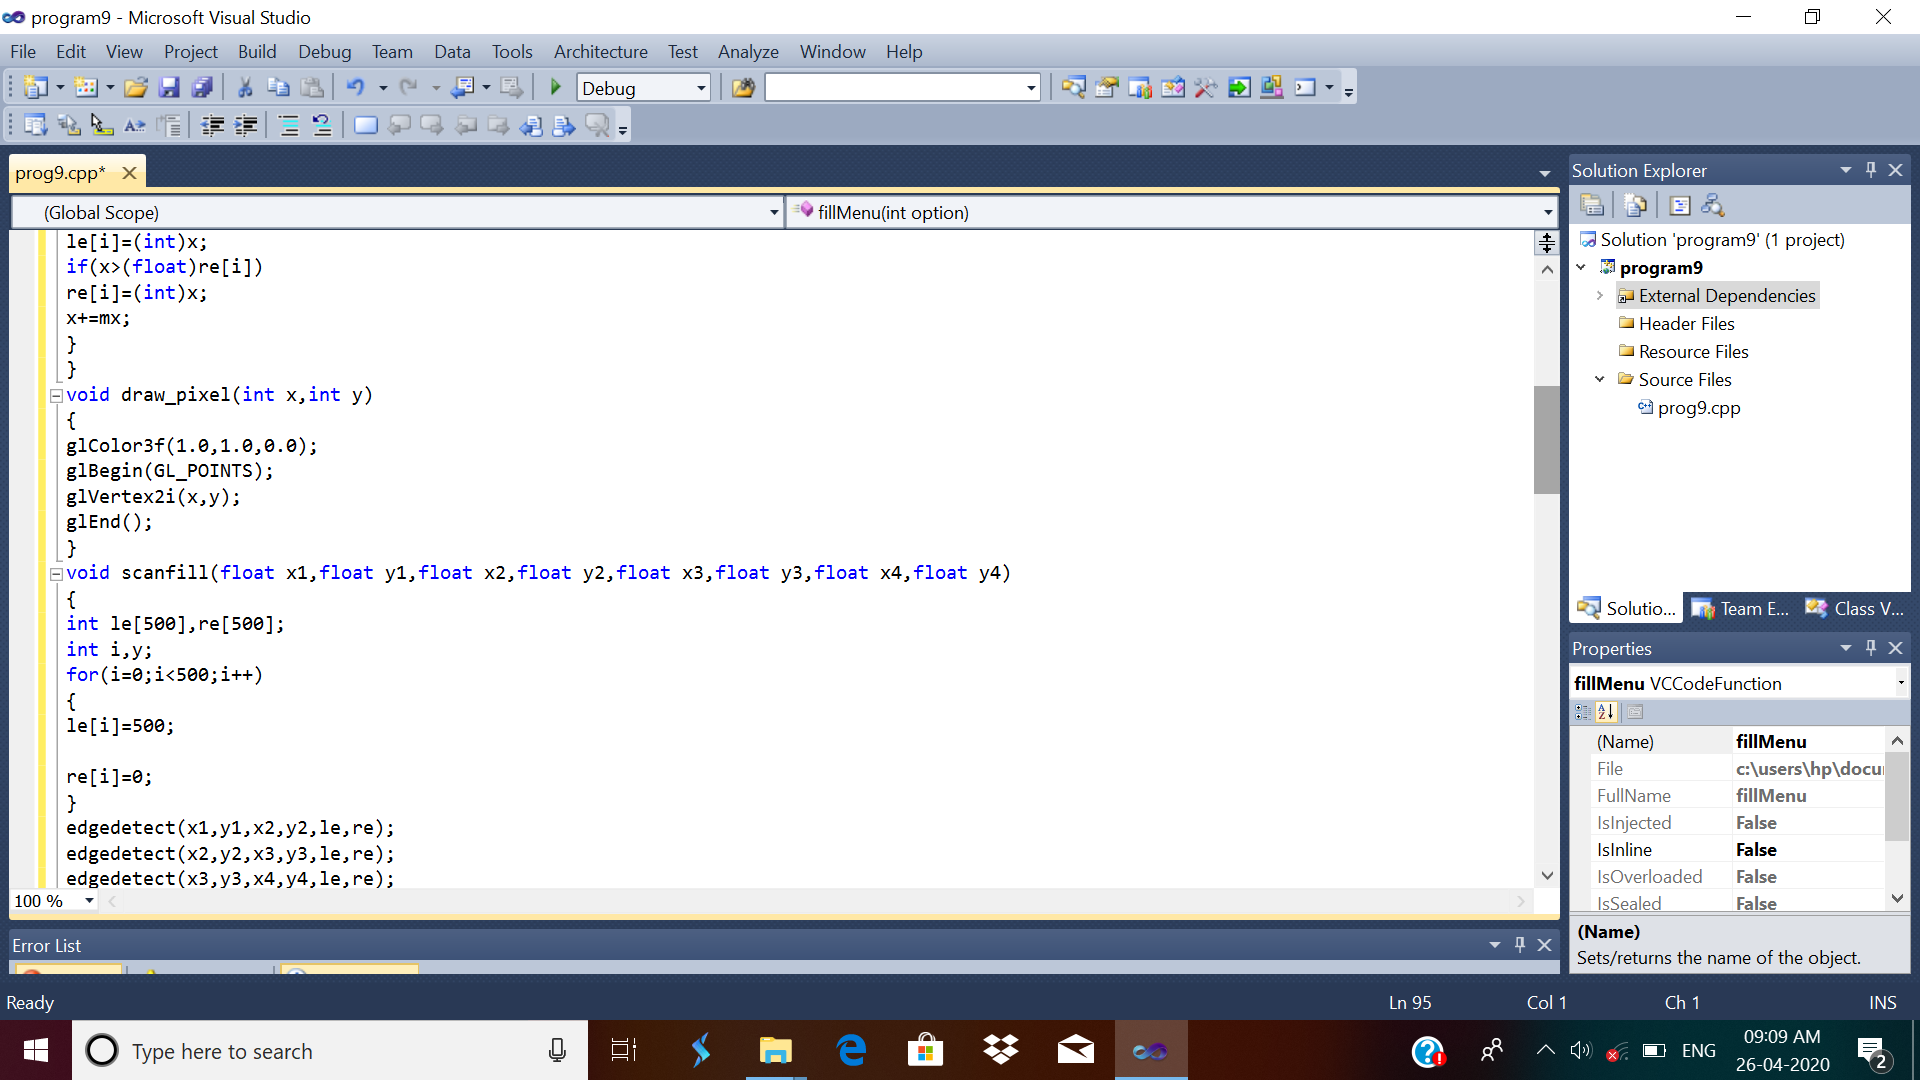 program9 - Microsoft Visual Studio
File Edit View Project Build Debug Team Data Tools Architecture Test Analyze Window Help
Debug
prog9.cpp*
(Global Scope)
fillMenu(int option)
le[i]=(int)x;
if(x>(float)re[i])
re[i]=(int)x;
x+=mx;
}
}
void draw_pixel(int x,int y)
{
glColor3f(1.0,1.0,0.0);
glBegin(GL_POINTS);
glVertex2i(x,y);
glEnd();
}
void scanfill(float x1,float y1,float x2,float y2,float x3,float y3,float x4,float y4)
{
int le[500],re[500];
int i,y;
for(i=0;i<500;i++)
{
le[i]=500;
re[i]=0;
}
edgedetect(x1,y1,x2,y2,le,re);
edgedetect(x2,y2,x3,y3,le,re);
edgedetect(x3,y3,x4,y4,le,re);
100 %
Error List
Solution Explorer
Solution 'program9' (1 project)
program9
External Dependencies
Header Files
Resource Files
Source Files
prog9.cpp
Solutio... Team E... Class V...
Properties
fillMenu VCCodeFunction
(Name) fillMenu
File c:\users\hp\docu
FullName fillMenu
IsInjected False
IsInline False
IsOverloaded False
IsSealed False
(Name)
Sets/returns the name of the object.
Ready
Ln 95
Col 1
Ch 1
INS
Type here to search
ENG
09:09 AM
26-04-2020
2